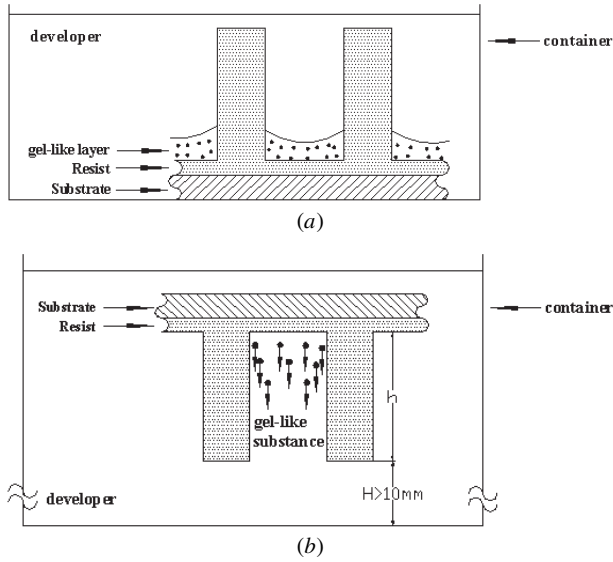 developer
container
gel-like layer
Resist
Substrate
(a)
Substrate
container
Resist
gel-like
substance
h
developer
H>10mm
(b)